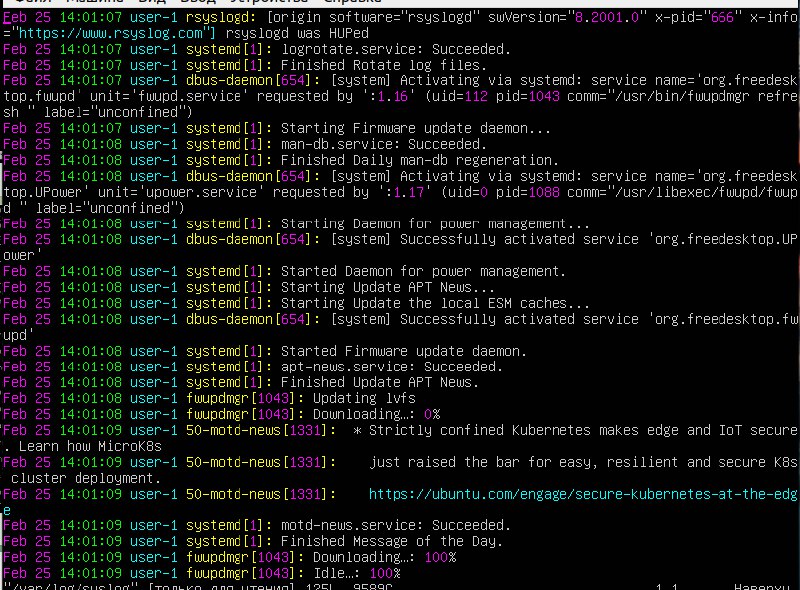 Файл Машина Вид Ввод Устройства Справка
Feb 25 14:01:07 user-1 rsyslogd: [origin software="rsyslogd" swVersion="8.2001.0" x-pid="666" x-info
="https://www.rsyslog.com"] rsyslogd was HUPed
Feb 25 14:01:07 user-1 systemd[1]: logrotate.service: Succeeded.
Feb 25 14:01:07 user-1 systemd[1]: Finished Rotate log files.
Feb 25 14:01:07 user-1 dbus-daemon[654]: [system] Activating via systemd: service name='org.freedesk
top.fwupd' unit='fwupd.service' requested by ':1.16' (uid=112 pid=1043 comm="/usr/bin/fwupdmgr refre
sh " label="unconfined")
Feb 25 14:01:07 user-1 systemd[1]: Starting Firmware update daemon...
Feb 25 14:01:08 user-1 systemd[1]: man-db.service: Succeeded.
Feb 25 14:01:08 user-1 systemd[1]: Finished Daily man-db regeneration.
Feb 25 14:01:08 user-1 dbus-daemon[654]: [system] Activating via systemd: service name='org.freedesk
top.UPower' unit='upower.service' requested by ':1.17' (uid=0 pid=1088 comm="/usr/libexec/fwupd/fwup
d " label="unconfined")
Feb 25 14:01:08 user-1 systemd[1]: Starting Daemon for power management...
Feb 25 14:01:08 user-1 dbus-daemon[654]: [system] Successfully activated service 'org.freedesktop.UP
ower'
Feb 25 14:01:08 user-1 systemd[1]: Started Daemon for power management.
Feb 25 14:01:08 user-1 systemd[1]: Starting Update APT News...
Feb 25 14:01:08 user-1 systemd[1]: Starting Update the local ESM caches...
Feb 25 14:01:08 user-1 dbus-daemon[654]: [system] Successfully activated service 'org.freedesktop.fw
upd'
Feb 25 14:01:08 user-1 systemd[1]: Started Firmware update daemon.
Feb 25 14:01:08 user-1 systemd[1]: apt-news.service: Succeeded.
Feb 25 14:01:08 user-1 systemd[1]: Finished Update APT News.
Feb 25 14:01:08 user-1 fwupdmgr[1043]: Updating lvfs
Feb 25 14:01:08 user-1 fwupdmgr[1043]: Downloading…: 0%
Feb 25 14:01:09 user-1 50-motd-news[1331]:  * Strictly confined Kubernetes makes edge and IoT secure
. Learn how MicroK8s
Feb 25 14:01:09 user-1 50-motd-news[1331]:    just raised the bar for easy, resilient and secure K8s
 cluster deployment.
Feb 25 14:01:09 user-1 50-motd-news[1331]:    https://ubuntu.com/engage/secure-kubernetes-at-the-edg
e
Feb 25 14:01:09 user-1 systemd[1]: motd-news.service: Succeeded.
Feb 25 14:01:09 user-1 systemd[1]: Finished Message of the Day.
Feb 25 14:01:09 user-1 fwupdmgr[1043]: Downloading…: 100%
Feb 25 14:01:09 user-1 fwupdmgr[1043]: Idle…: 100%
"/var/log/syslog" [только для чтения] 125L, 9589C 1,1 Наверху